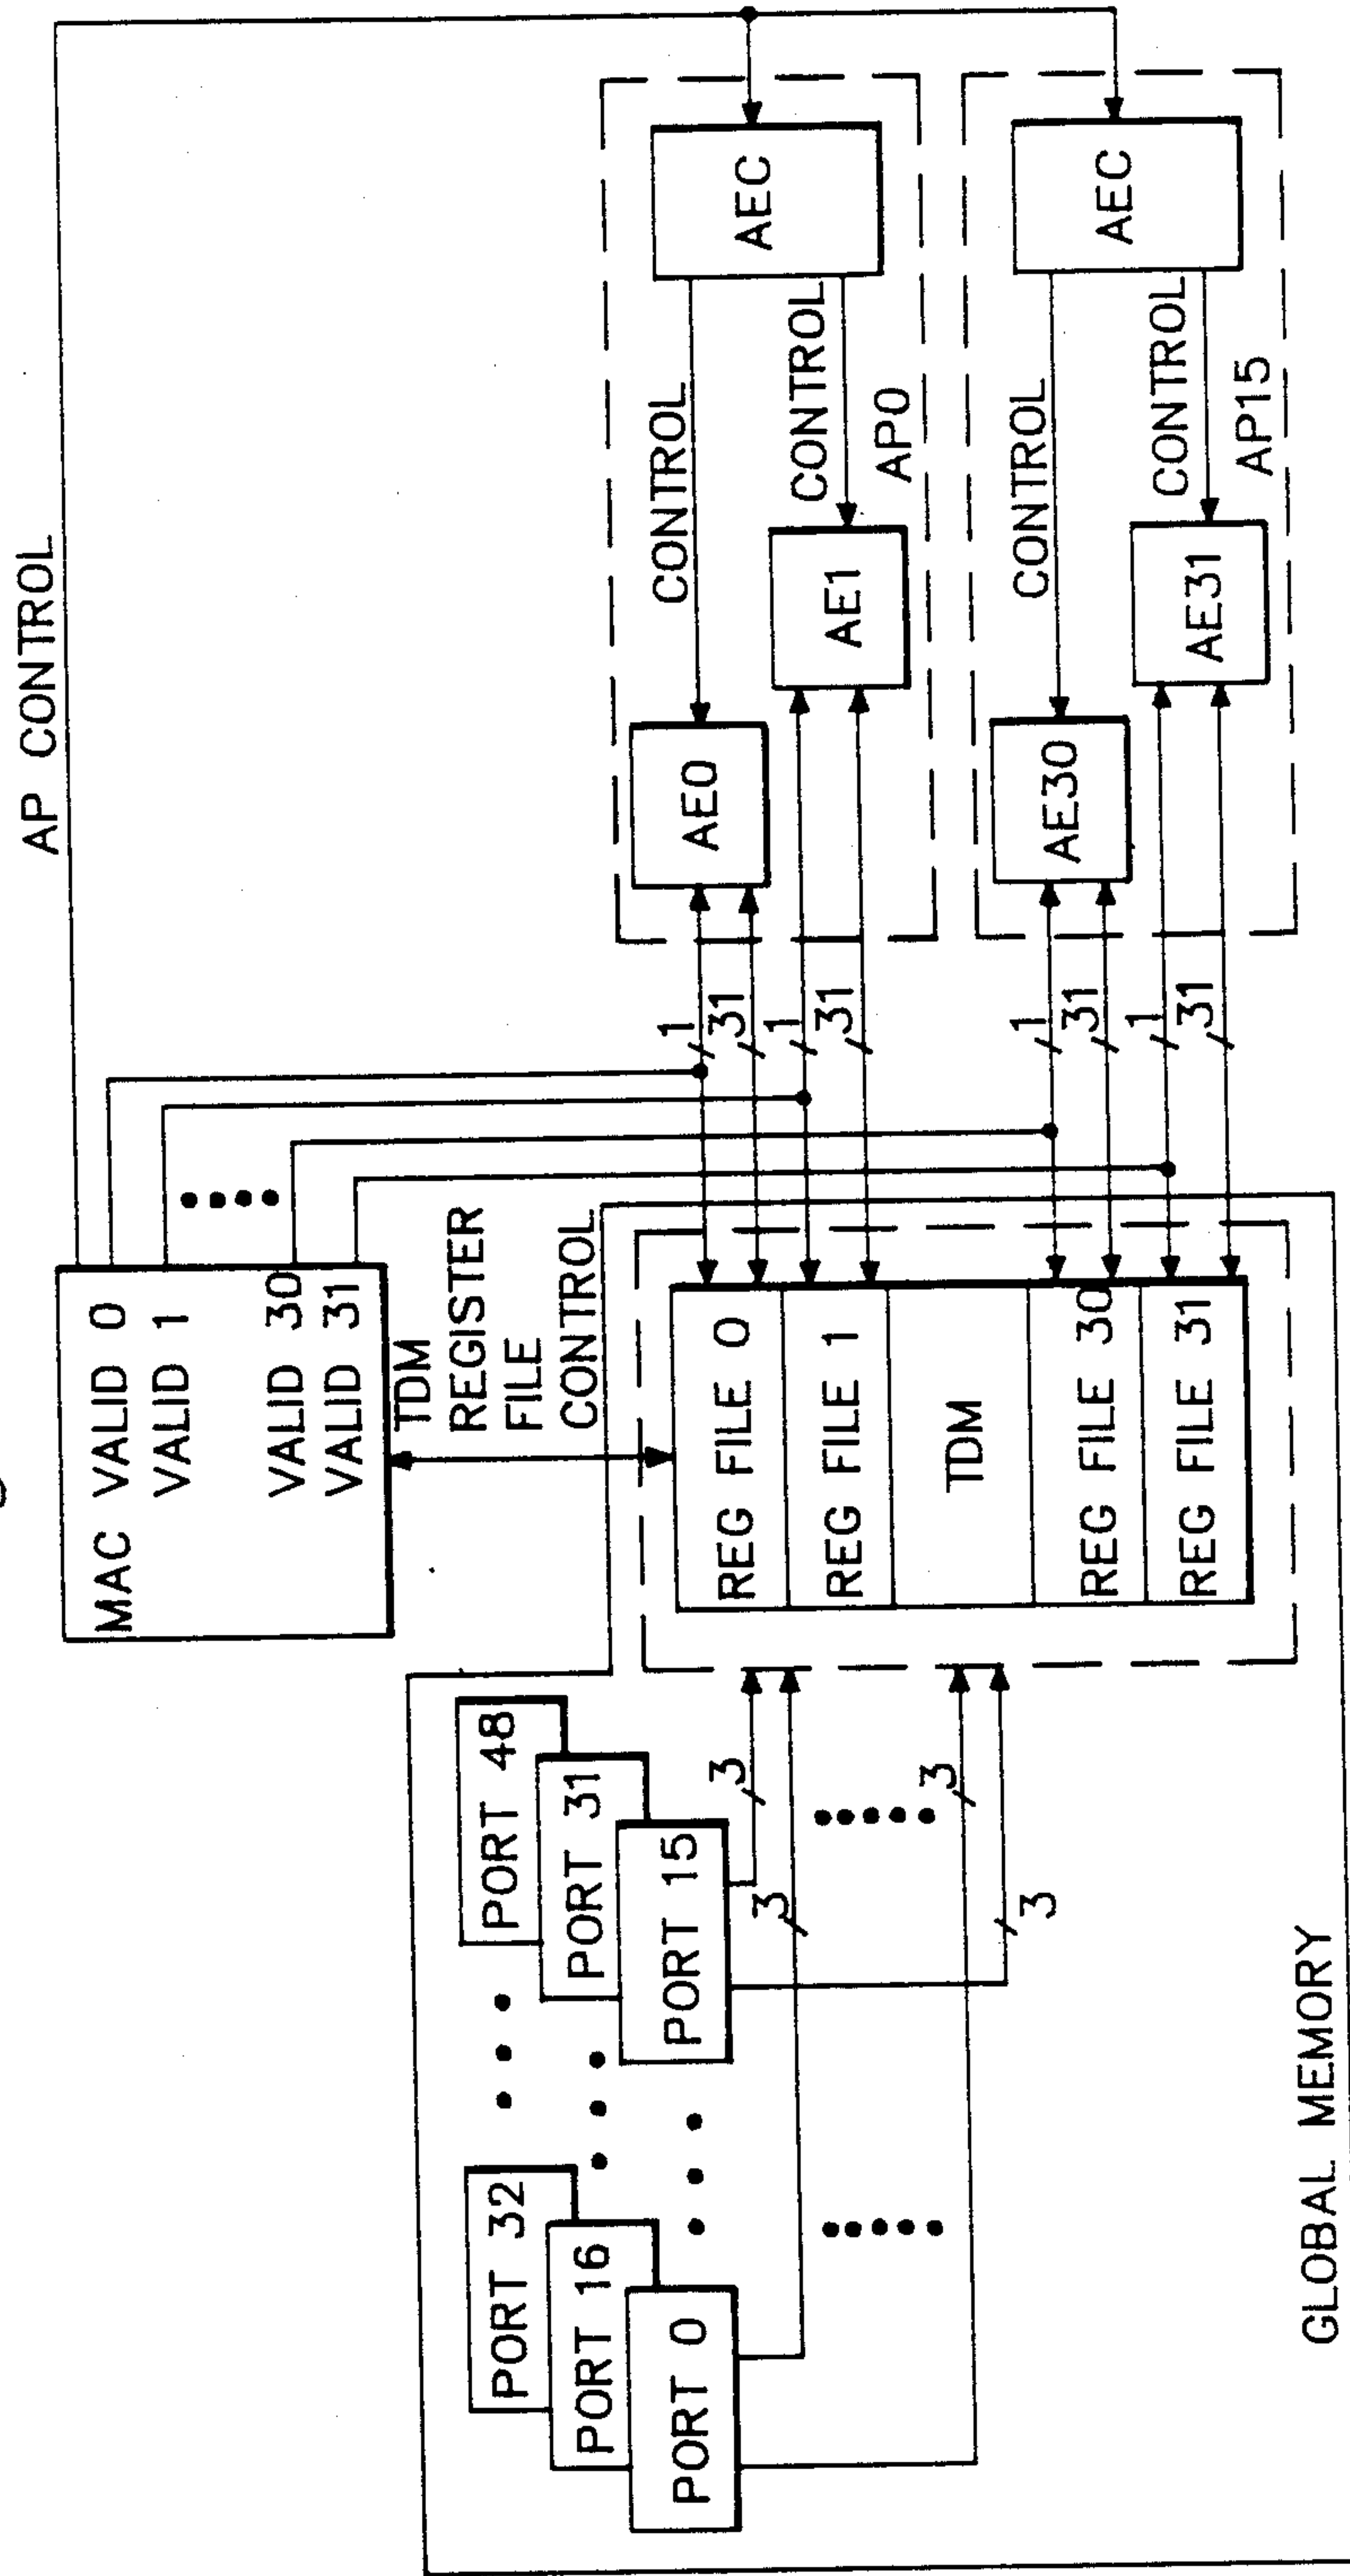 AP CONTROL
MAC VALID 0
VALID 1
VALID 30
VALID 31
TDM
REGISTER
FILE
CONTROL
PORT 32
PORT 16
PORT 0
PORT 48
PORT 31
PORT 15
3
3
3
3
REG FILE 0
REG FILE 1
TDM
REG FILE 30
REG FILE 31
1
31
1
31
1
31
1
31
AE0
CONTROL
AEC
AE1
CONTROL
AP0
AE30
CONTROL
AEC
AE31
CONTROL
AP15
GLOBAL MEMORY